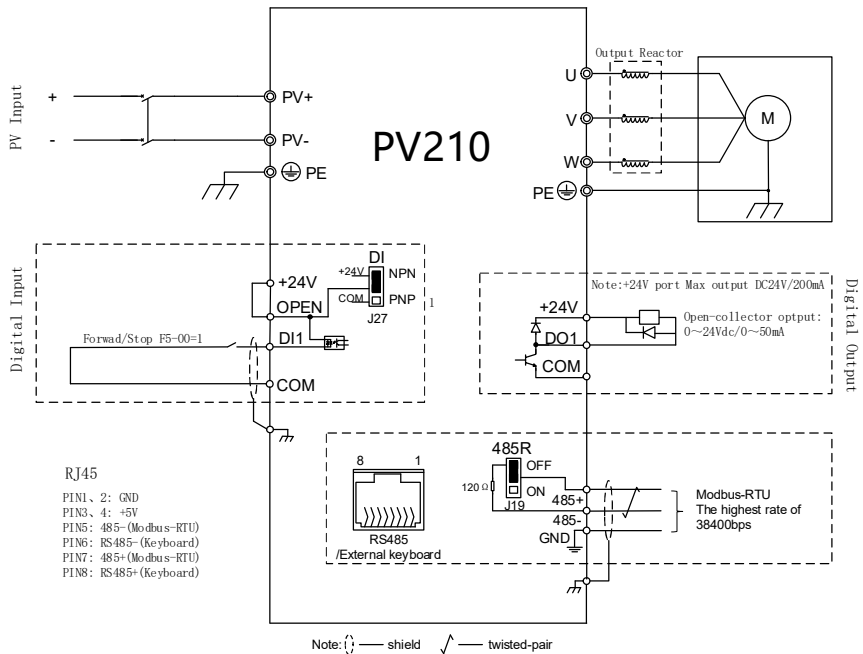 PV Input
+
-
PV+
PV-
PE
PV210
U
V
W
PE
Output Reactor
M
Digital Input
+24V
OPEN
DI1
COM
Forwad/Stop F5-00=1
DI
+24V
NPN
COM
PNP
J27
1
Note:+24V port Max output DC24V/200mA
+24V
DO1
COM
Open-collector optput:
0～24Vdc/0～50mA
Digital Output
RJ45
PIN1、2: GND
PIN3、4: +5V
PIN5: 485-(Modbus-RTU)
PIN6: RS485-(Keyboard)
PIN7: 485+(Modbus-RTU)
PIN8: RS485+(Keyboard)
8
1
RS485
/External keyboard
485R
OFF
ON
J19
120Ω
485+
485-
GND
Modbus-RTU
The highest rate of
38400bps
Note: shield twisted-pair